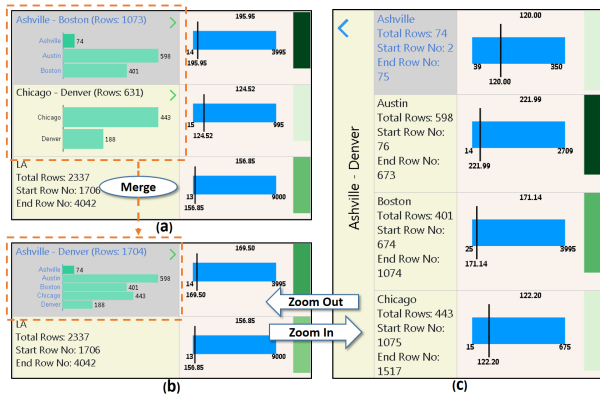 Ashville - Boston (Rows: 1073)
Ashville
74
Austin
598
Boston
401
195.95
14
3995
195.95
Chicago - Denver (Rows: 631)
Chicago
443
Denver
188
124.52
15
995
124.52
LA
Total Rows: 2337
Start Row No: 1706
End Row No: 4042
Merge
156.85
13
9000
156.85
(a)
Ashville - Denver (Rows: 1704)
Ashville
74
Austin
598
Boston
401
Chicago
443
Denver
188
169.50
14
3995
169.50
LA
Total Rows: 2337
Start Row No: 1706
End Row No: 4042
156.85
13
9000
156.85
(b)
Zoom Out
Zoom In
Ashville - Denver
Ashville
Total Rows: 74
Start Row No: 2
End Row No:
75
120.00
39
350
120.00
Austin
Total Rows: 598
Start Row No:
76
End Row No:
673
221.99
14
2709
221.99
Boston
Total Rows: 401
Start Row No:
674
End Row No:
1074
171.14
25
3995
171.14
Chicago
Total Rows: 443
Start Row No:
1075
End Row No:
1517
122.20
15
675
122.20
(c)